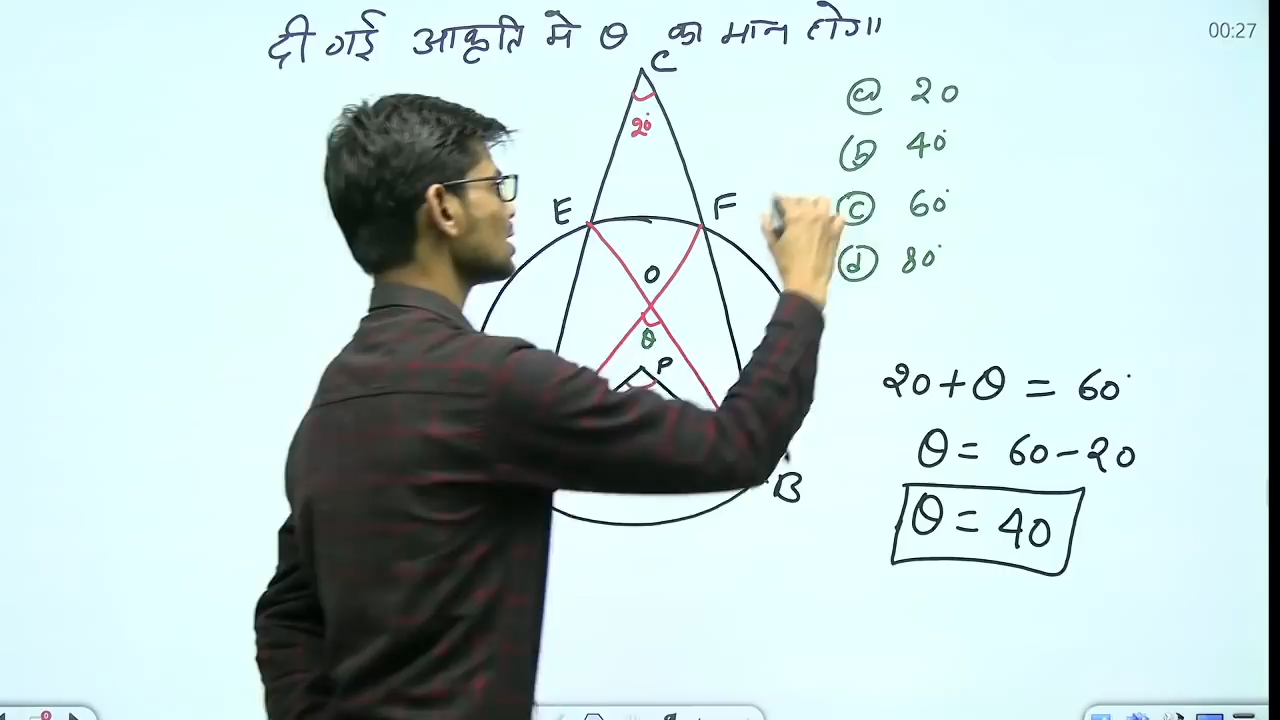 दी गई आकृति में θ का मान होगा॥
00:27
C
20°
E
F
O
θ
P
B
ⓐ 20
ⓑ 40°
ⓒ 60°
ⓓ 80°
20+θ = 60°
θ = 60-20
θ = 40